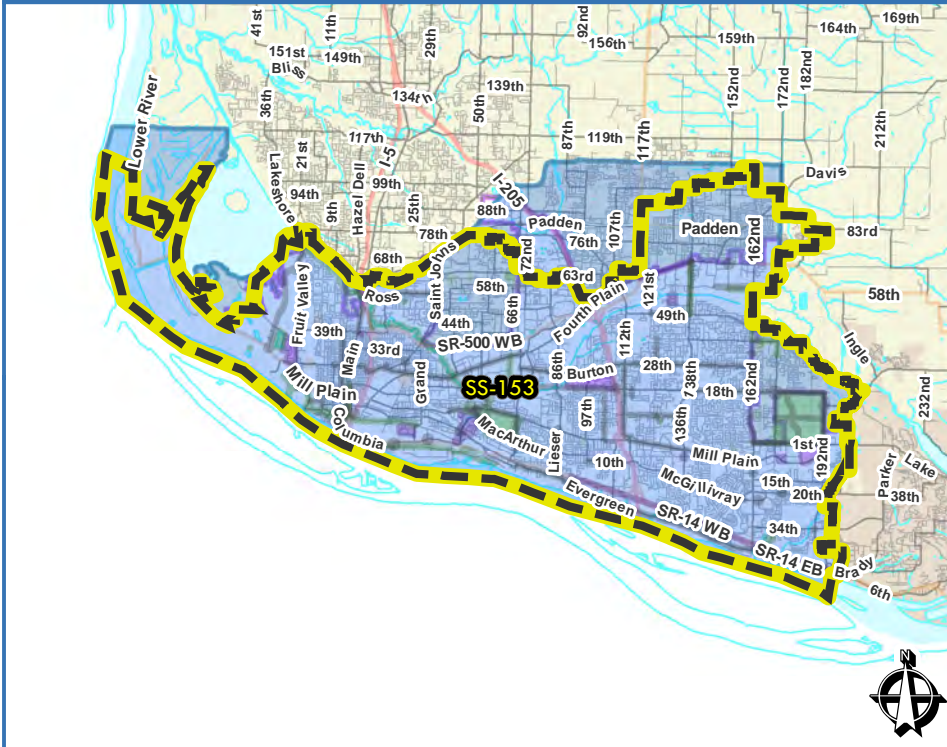 41st
11th
29th
92nd
169th
164th
159th
156th
151st
149th
Bliss
182nd
172nd
152nd
139th
134th
50th
36th
212th
119th
117th
117th
87th
Lower River
21st
I-5
Hazel Dell
Lakeshore
99th
Davis
94th
9th
25th
I-205
88th
Padden
107th
Padden
162nd
83rd
78th
76th
72nd
68th
Saint Johns
63rd
Ross
58th
121st
58th
66th
Fourth Plain
49th
Fruit Valley
44th
39th
SR-500 WB
112th
Main
33rd
Ingle
86th
Burton
28th
138th
18th
162nd
Grand
SS-153
Mill Plain
232nd
97th
136th
Columbia
MacArthur
1st
192nd
Lieser
Mill Plain
Parker
Lake
10th
McGillivray
15th
20th
38th
Evergreen
SR-14 WB
34th
SR-14 EB
Brady
6th
N